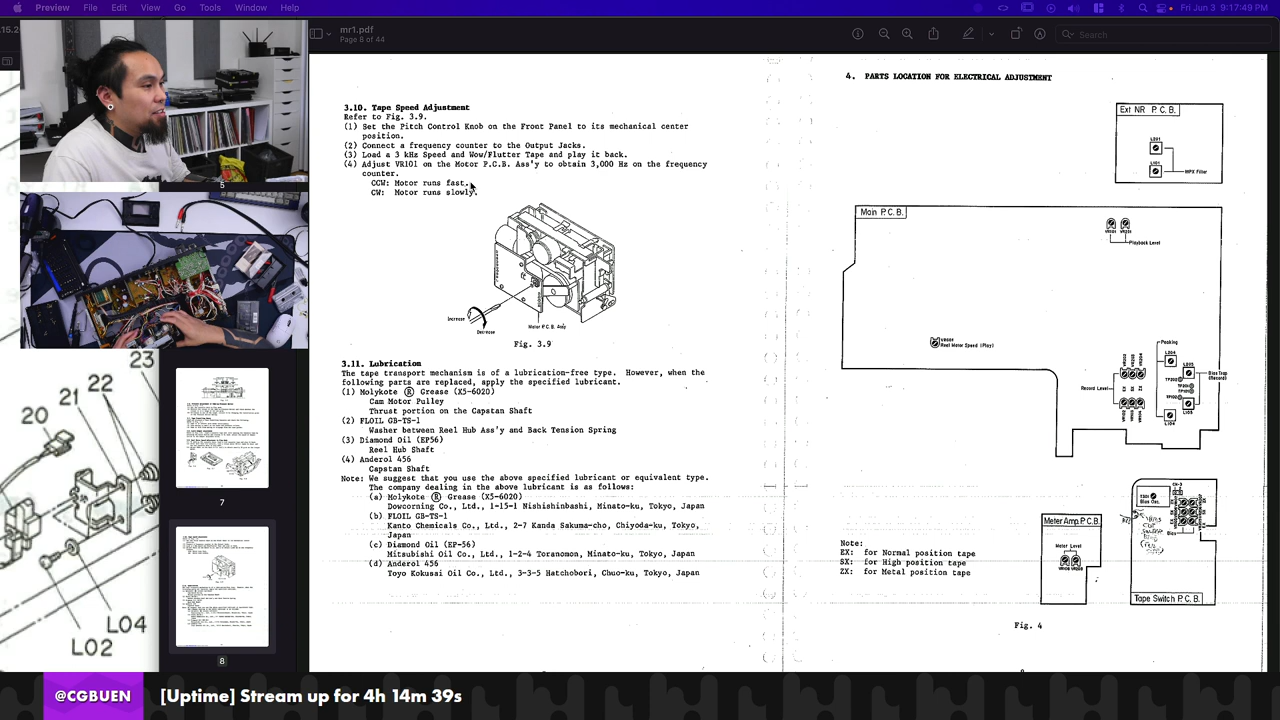 Preview File Edit View Go Tools Window Help
Fri Jun 3 9:17:49 PM
mr1.pdf
Page 8 of 44
Search
3.10. Tape Speed Adjustment
Refer to Fig. 3.9.
(1) Set the Pitch Control Knob on the Front Panel to its mechanical center
position.
(2) Connect a frequency counter to the Output Jacks.
(3) Load a 3 kHz Speed and Wow/Flutter Tape and play it back.
(4) Adjust VR101 on the Motor P.C.B. Ass'y to obtain 3,000 Hz on the frequency
counter.
CCW: Motor runs fast.
CW: Motor runs slowly.
Increase
Decrease
Motor P.C.B. Ass'y
Fig. 3.9
3.11. Lubrication
The tape transport mechanism is of a lubrication-free type. However, when the
following parts are replaced, apply the specified lubricant.
(1) Molykote ® Grease (X5-6020)
Cam Motor Pulley
Thrust portion on the Capstan Shaft
(2) FLOIL GB-TS-1
Washer between Reel Hub Ass'y and Back Tension Spring
(3) Diamond Oil (EP56)
Reel Hub Shaft
(4) Anderol 456
Capstan Shaft
Note: We suggest that you use the above specified lubricant or equivalent type.
The company dealing in the above lubricant is as follows:
(a) Molykote ® Grease (X5-6020)
Dowcorning Co., Ltd., 1-15-1 Nishishinbashi, Minato-ku, Tokyo, Japan
(b) FLOIL GB-TS-1
Kanto Chemicals Co., Ltd., 2-7 Kanda Sakuma-cho, Chiyoda-ku, Tokyo,
Japan
(c) Diamond Oil (EP-56)
Mitsubishi Oil Co., Ltd., 1-2-4 Toranomon, Minato-ku, Tokyo, Japan
(d) Anderol 456
Toyo Kokusai Oil Co., Ltd., 3-3-5 Hatchobori, Chuo-ku, Tokyo, Japan
4. PARTS LOCATION FOR ELECTRICAL ADJUSTMENT
Ext NR P.C.B.
L201
L101
MPX Filter
Main P.C.B.
Playback Level
Reel Motor Speed (Play)
Peaking
L204
Record Level
Bias Trap
(Record)
L104
Meter Amp.P.C.B.
Meter Level
Bias Osc.
Bias
Tape Switch P.C.B.
Note:
EX: for Normal position tape
SX: for High position tape
ZX: for Metal position tape
Fig. 4
5
7
8
23
22
21
20
L04
L02
@CGBUEN
[Uptime] Stream up for 4h 14m 39s